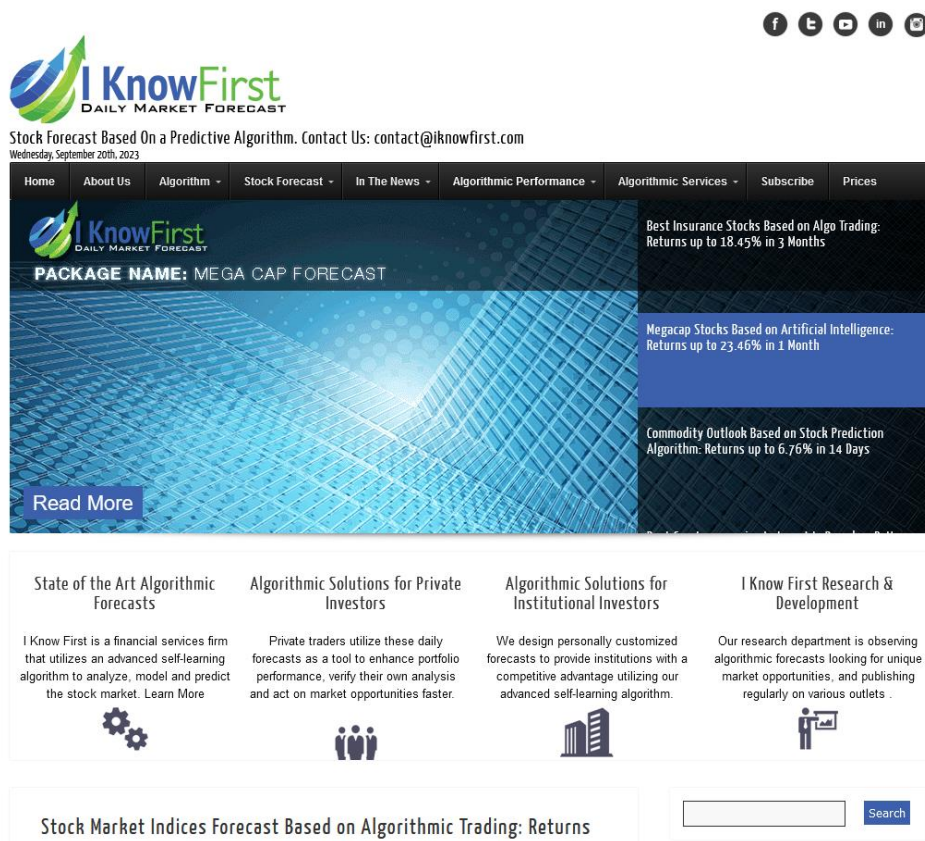 I KnowFirst
DAILY MARKET FORECAST
Stock Forecast Based On a Predictive Algorithm. Contact Us: contact@iknowfirst.com
Wednesday, September 20th, 2023
Home About Us Algorithm Stock Forecast In The News Algorithmic Performance Algorithmic Services Subscribe Prices
I KnowFirst
DAILY MARKET FORECAST
PACKAGE NAME: MEGA CAP FORECAST
Read More
Best Insurance Stocks Based on Algo Trading:
Returns up to 18.45% in 3 Months
Megacap Stocks Based on Artificial Intelligence:
Returns up to 23.46% in 1 Month
Commodity Outlook Based on Stock Prediction
Algorithm: Returns up to 6.76% in 14 Days
State of the Art Algorithmic
Forecasts
I Know First is a financial services firm
that utilizes an advanced self-learning
algorithm to analyze, model and predict
the stock market. Learn More
Algorithmic Solutions for Private
Investors
Private traders utilize these daily
forecasts as a tool to enhance portfolio
performance, verify their own analysis
and act on market opportunities faster.
Algorithmic Solutions for
Institutional Investors
We design personally customized
forecasts to provide institutions with a
competitive advantage utilizing our
advanced self-learning algorithm.
I Know First Research &
Development
Our research department is observing
algorithmic forecasts looking for unique
market opportunities, and publishing
regularly on various outlets .
Stock Market Indices Forecast Based on Algorithmic Trading: Returns
Search